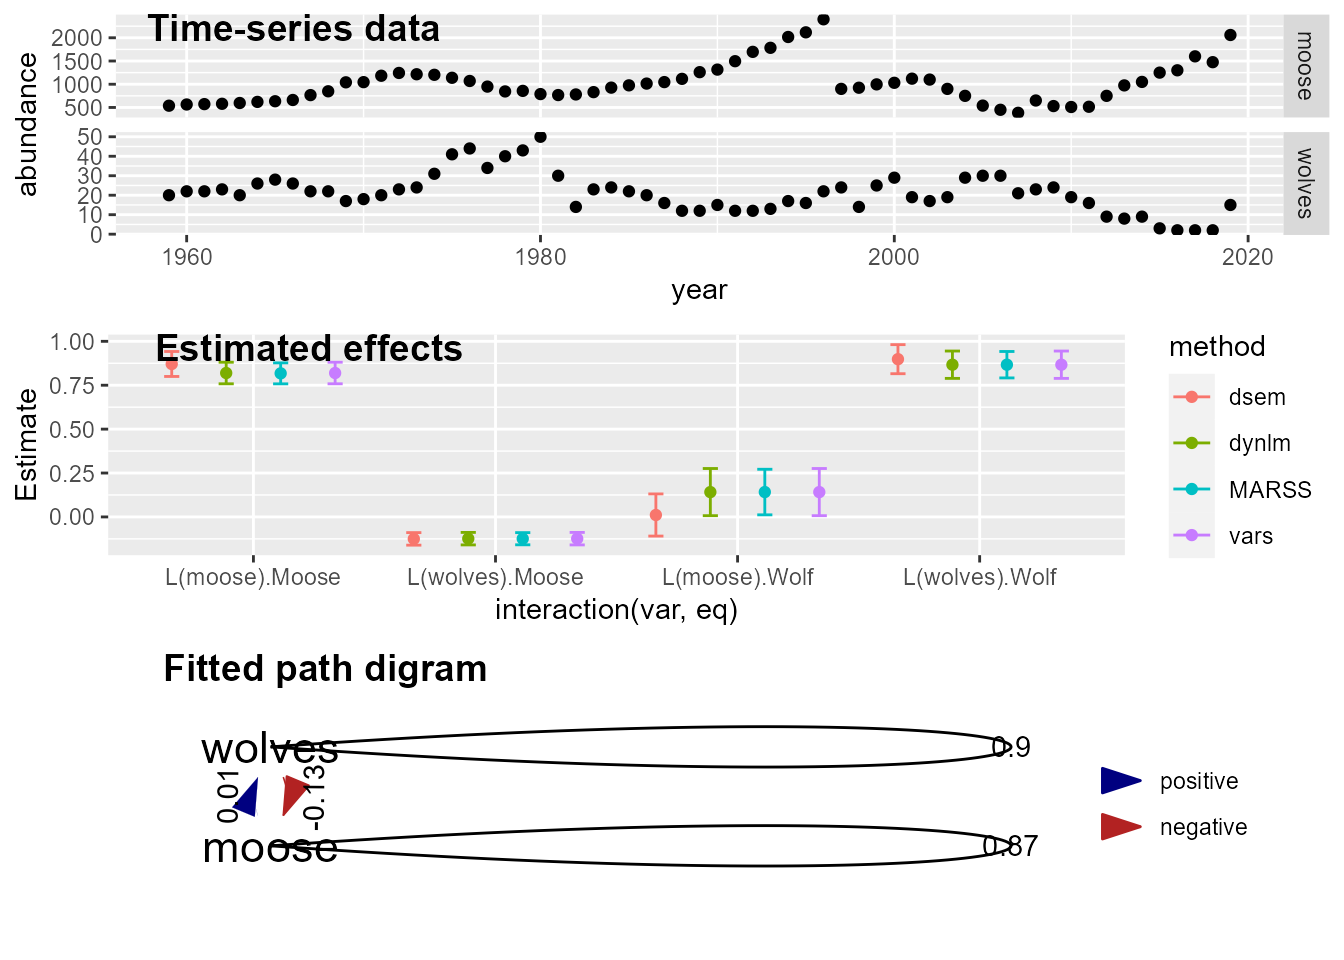 Time-series data
abundance
2000
1500
1000
500
moose
50
40
30
20
10
0
wolves
1960 1980 2000 2020
year
Estimated effects
Estimate
1.00
0.75
0.50
0.25
0.00
L(moose).Moose L(wolves).Moose L(moose).Wolf L(wolves).Wolf
interaction(var, eq)
method
dsem
dynlm
MARSS
vars
Fitted path digram
wolves
0.9
0.01
-0.13
moose
0.87
positive
negative